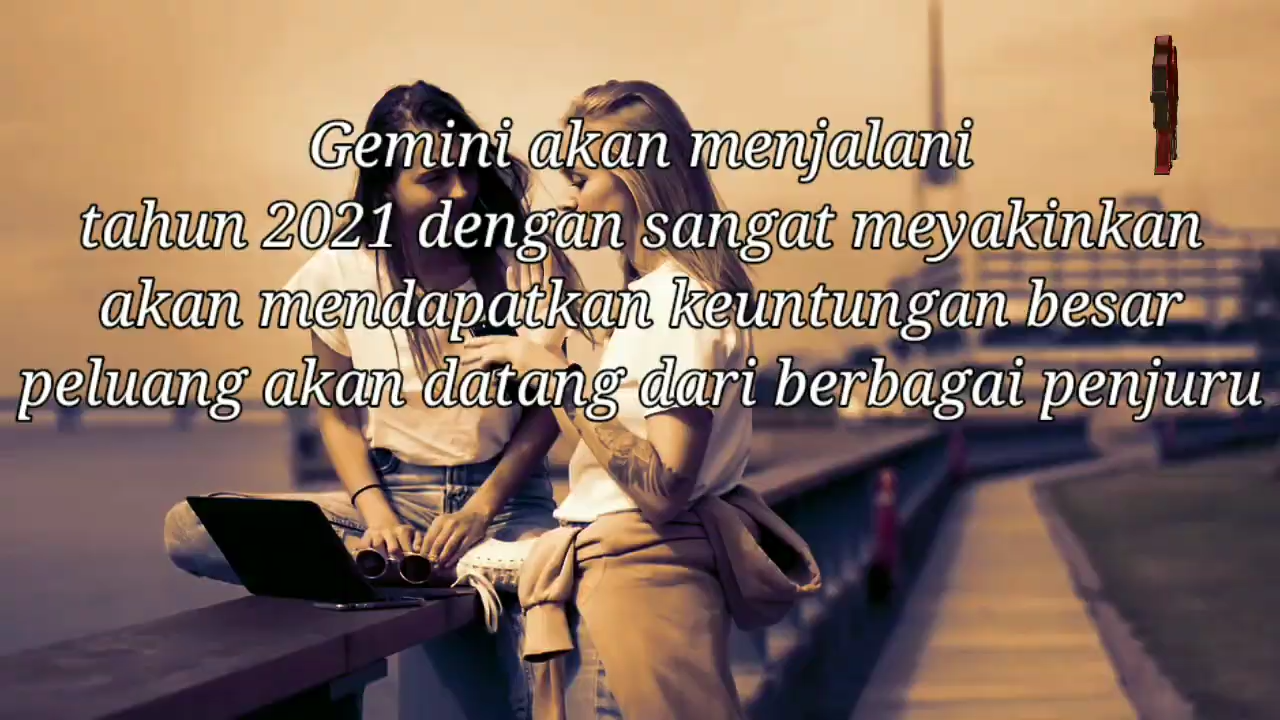 Gemini akan menjalani
tahun 2021 dengan sangat meyakinkan
akan mendapatkan keuntungan besar
peluang akan datang dari berbagai penjuru